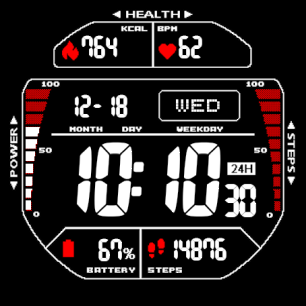 ◄ HEALTH ►
KCAL BPM
764 62
100 100
12-18 WED
MONTH DAY WEEKDAY
◄ POWER ►
50 50
◄ STEPS ►
10:10 24H 30
0 0
67% 14876
BATTERY STEPS